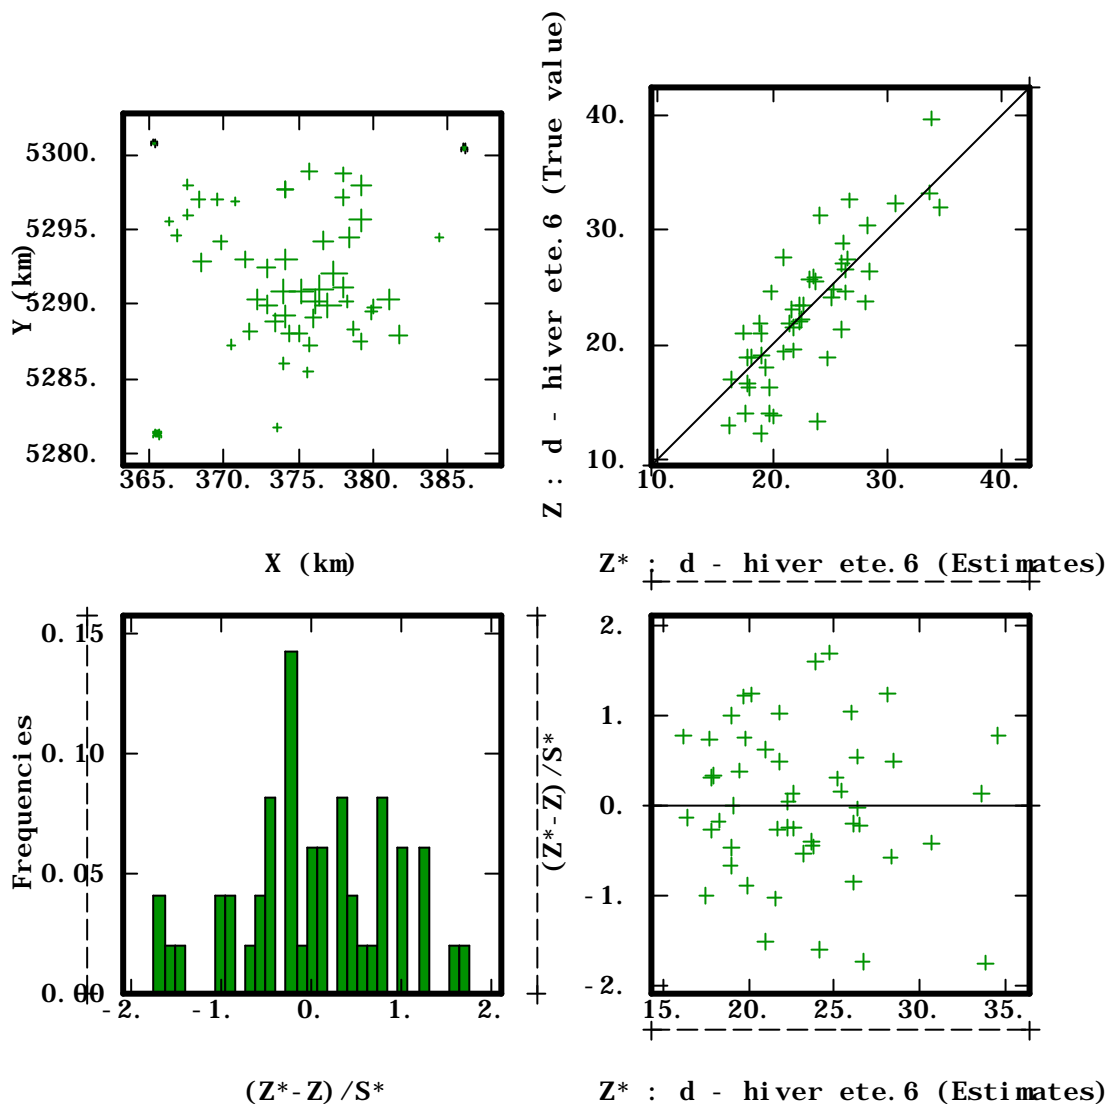 5300.
5295.
5290.
5285.
5280.
Y (km)
365. 370. 375. 380. 385.
X (km)
Z : d - hiver ete.6 (True value)
40.
30.
20.
10.
10. 20. 30. 40.
Z* : d - hiver ete.6 (Estimates)
Frequencies
0.15
0.10
0.05
0.00
-2. -1. 0. 1. 2.
(Z*-Z)/S*
(Z*-Z)/S*
2.
1.
0.
-1.
-2.
15. 20. 25. 30. 35.
Z* : d - hiver ete.6 (Estimates)